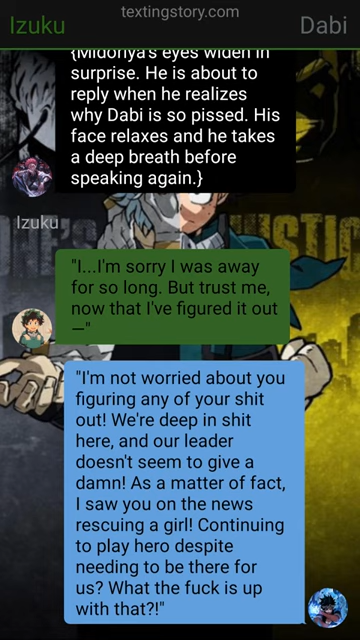 textingstory.com
Izuku
Dabi
{Midoriya's eyes widen in
surprise. He is about to
reply when he realizes
why Dabi is so pissed. His
face relaxes and he takes
a deep breath before
speaking again.}
Izuku
"I...I'm sorry I was away
for so long. But trust me,
now that I've figured it out
—"
"I'm not worried about you
figuring any of your shit
out! We're deep in shit
here, and our leader
doesn't seem to give a
damn! As a matter of fact,
I saw you on the news
rescuing a girl! Continuing
to play hero despite
needing to be there for
us? What the fuck is up
with that?!"